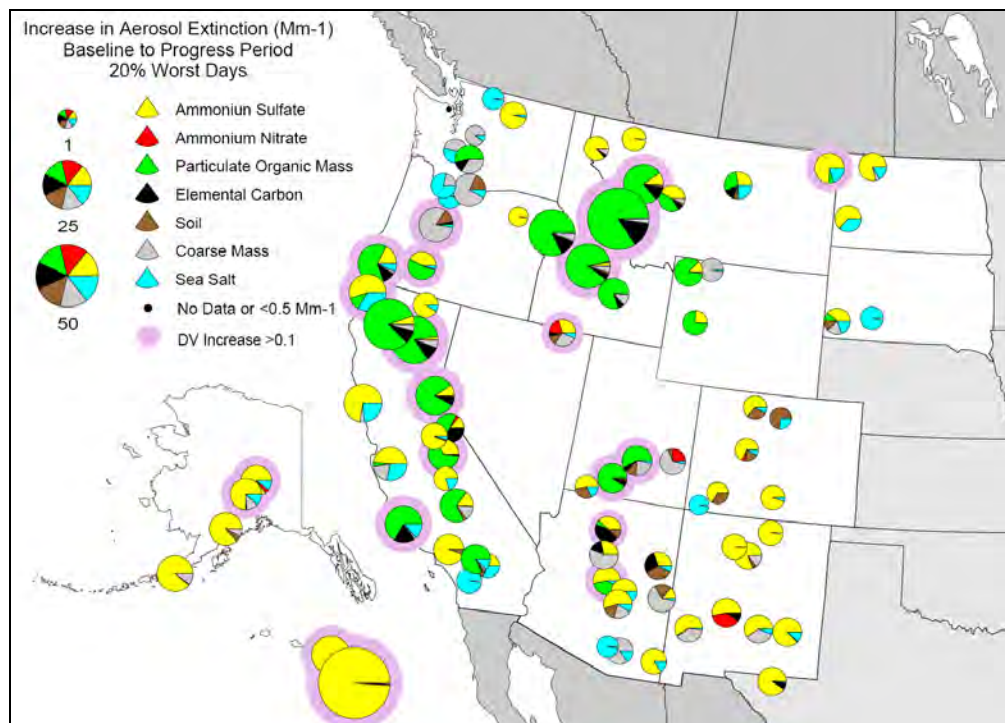 Increase in Aerosol Extinction (Mm-1)
Baseline to Progress Period
20% Worst Days
Ammoniun Sulfate
Ammonium Nitrate
1
Particulate Organic Mass
Elemental Carbon
25
Soil
Coarse Mass
Sea Salt
50
No Data or <0.5 Mm-1
DV Increase >0.1